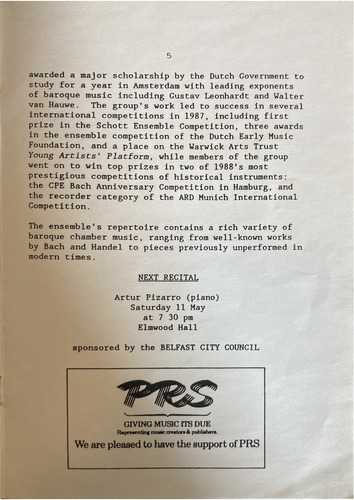 5
awarded a major scholarship by the Dutch Government to
study for a year in Amsterdam with leading exponents
of baroque music including Gustav Leonhardt and Walter
van Hauwe. The group's work led to success in several
international competitions in 1987, including first
prize in the Schott Ensemble Competition, three awards
in the ensemble competition of the Dutch Early Music
Foundation, and a place on the Warwick Arts Trust
Young Artists' Platform, while members of the group
went on to win top prizes in two of 1988's most
prestigious competitions of historical instruments:
the CPE Bach Anniversary Competition in Hamburg, and
the recorder category of the ARD Munich International
Competition.
The ensemble's repertoire contains a rich variety of
baroque chamber music, ranging from well-known works
by Bach and Handel to pieces previously unperformed in
modern times.
NEXT RECITAL
Artur Pizarro (piano)
Saturday 11 May
at 7 30 pm
Elmwood Hall
sponsored by the BELFAST CITY COUNCIL
PRS
GIVING MUSIC ITS DUE
Representing music creators & publishers.
We are pleased to have the support of PRS